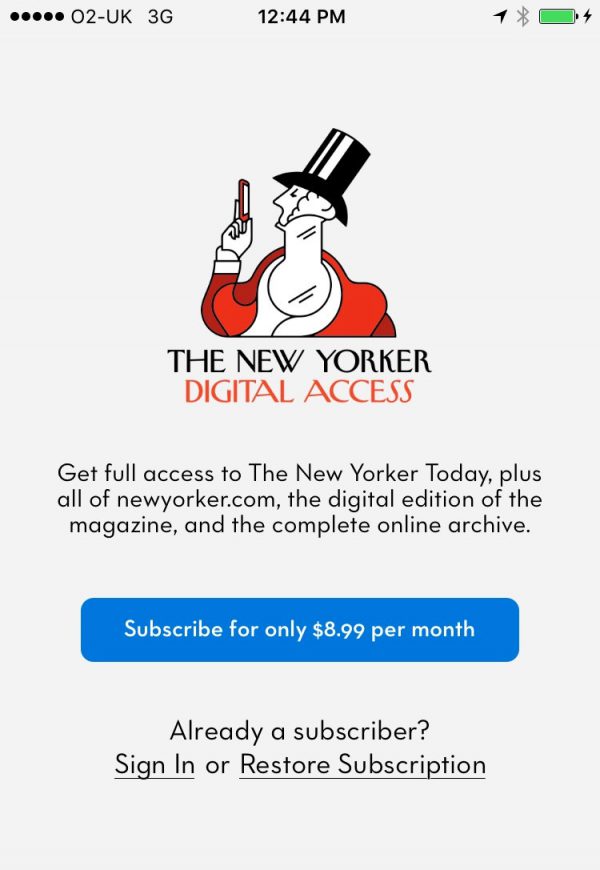 O2-UK 3G 12:44 PM
THE NEW YORKER
DIGITAL ACCESS
Get full access to The New Yorker Today, plus
all of newyorker.com, the digital edition of the
magazine, and the complete online archive.
Subscribe for only $8.99 per month
Already a subscriber?
Sign In or Restore Subscription